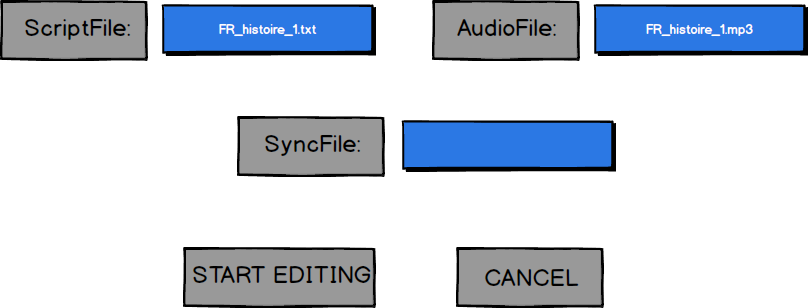 ScriptFile:
FR_histoire_1.txt
AudioFile:
FR_histoire_1.mp3
SyncFile:
START EDITING
CANCEL